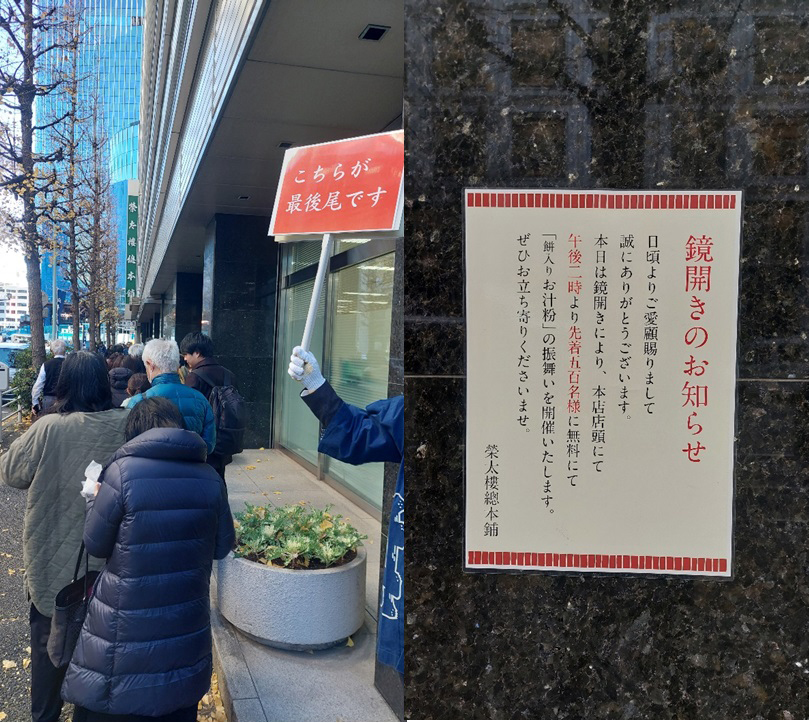 こちらが
最後尾です
榮太樓總本鋪
鏡開きのお知らせ
日頃よりご愛顧賜りまして
誠にありがとうございます。
本日は鏡開きにより、本店店頭にて
午後二時より先着五百名様に無料にて
「餅入りお汁粉」の振舞いを開催いたします。
ぜひお立ち寄りくださいませ。
榮太樓總本鋪